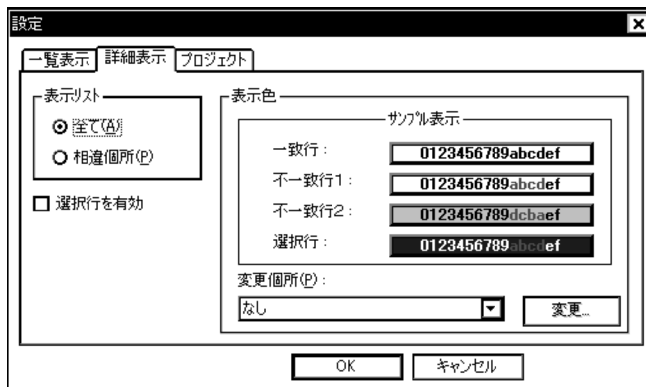 設定
一覧表示 詳細表示 プロジェクト
表示リスト
全て(A)
相違個所(P)
選択行を有効
表示色
サンプル表示
一致行: 0123456789abcdef
不一致行1: 0123456789abcdef
不一致行2: 0123456789dcbaef
選択行: 0123456789abcdef
変更個所(P):
なし
変更...
OK キャンセル